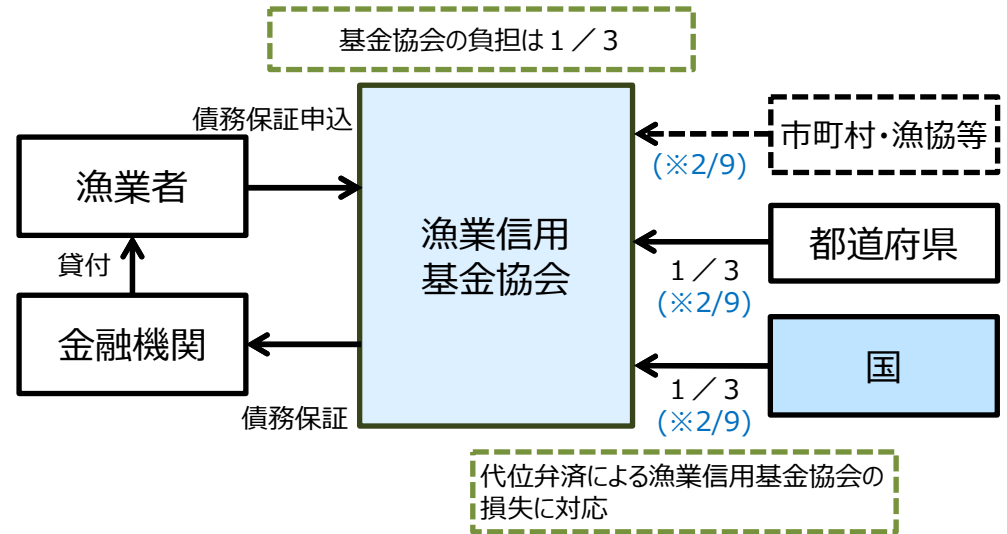 基金協会の負担は１／３
債務保証申込
漁業者
貸付
金融機関
債務保証
漁業信用
基金協会
市町村・漁協等
(※2/9)
都道府県
１／３
(※2/9)
国
１／３
(※2/9)
代位弁済による漁業信用基金協会の
損失に対応